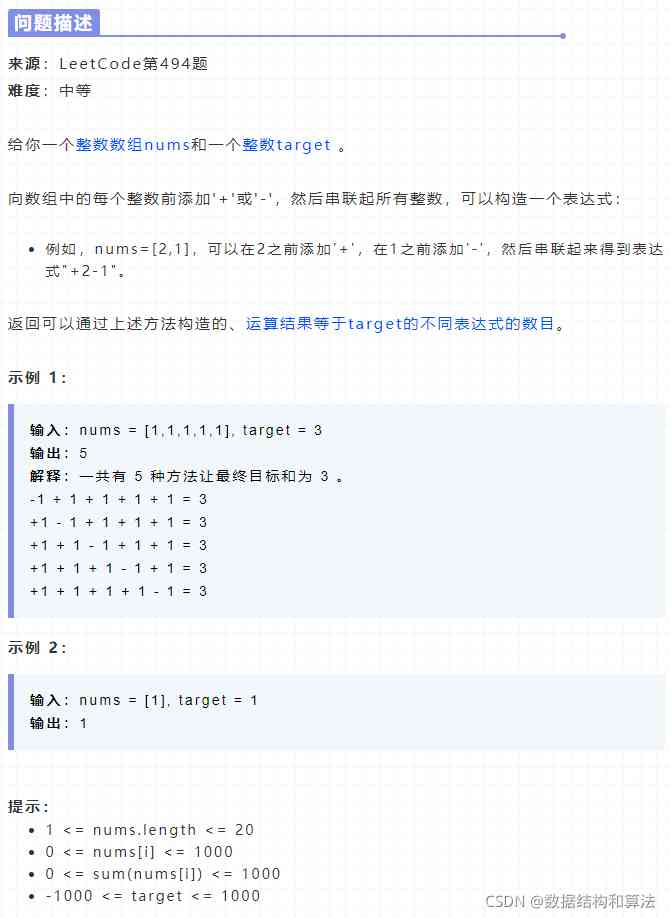 问题描述
来源：LeetCode第494题
难度：中等
给你一个整数数组nums和一个整数target 。
向数组中的每个整数前添加'+'或'-'，然后串联起所有整数，可以构造一个表达式：
例如，nums=[2,1]，可以在2之前添加'+'，在1之前添加'-'，然后串联起来得到表达
式"+2-1"。
返回可以通过上述方法构造的、运算结果等于target的不同表达式的数目。
示例 1：
输入：nums = [1,1,1,1,1], target = 3
输出：5
解释：一共有 5 种方法让最终目标和为 3 。
-1 + 1 + 1 + 1 + 1 = 3
+1 - 1 + 1 + 1 + 1 = 3
+1 + 1 - 1 + 1 + 1 = 3
+1 + 1 + 1 - 1 + 1 = 3
+1 + 1 + 1 + 1 - 1 = 3
示例 2：
输入：nums = [1], target = 1
输出：1
提示：
1 <= nums.length <= 20
0 <= nums[i] <= 1000
0 <= sum(nums[i]) <= 1000
-1000 <= target <= 1000
CSDN @数据结构和算法